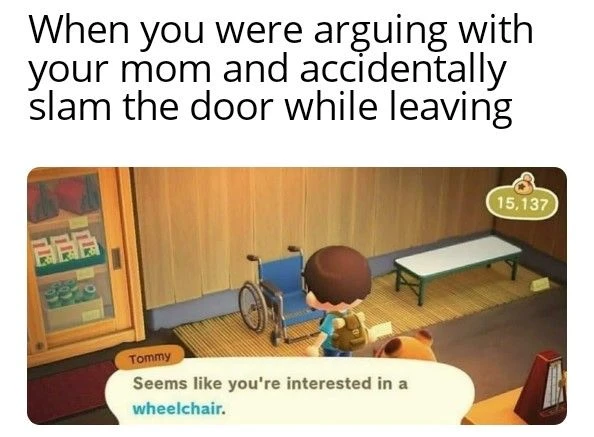 When you were arguing with
your mom and accidentally
slam the door while leaving
15,137
Tommy
Seems like you're interested in a
wheelchair.